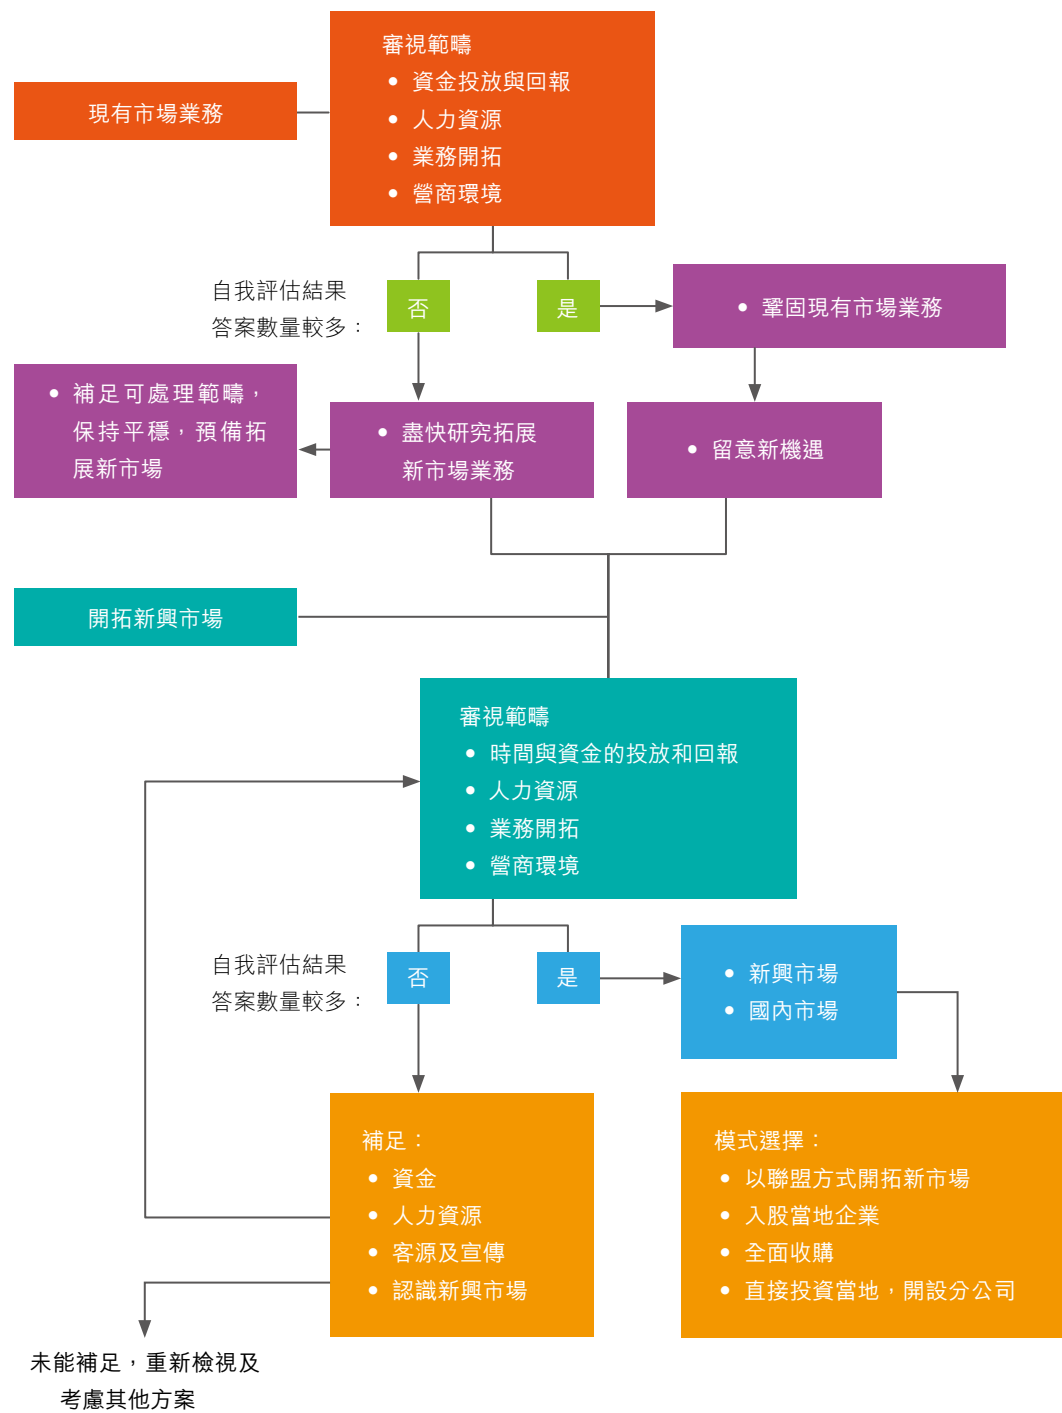 審視範疇
• 資金投放與回報
現有市場業務
• 人力資源
• 業務開拓
• 營商環境
自我評估結果
答案數量較多：
否
是
• 鞏固現有市場業務
• 補足可處理範疇，
保持平穩，預備拓
展新市場
• 盡快研究拓展
新市場業務
• 留意新機遇
開拓新興市場
審視範疇
• 時間與資金的投放和回報
• 人力資源
• 業務開拓
• 營商環境
自我評估結果
答案數量較多：
否
是
• 新興市場
• 國內市場
補足：
• 資金
• 人力資源
• 客源及宣傳
• 認識新興市場
模式選擇：
• 以聯盟方式開拓新市場
• 入股當地企業
• 全面收購
• 直接投資當地，開設分公司
未能補足，重新檢視及
考慮其他方案